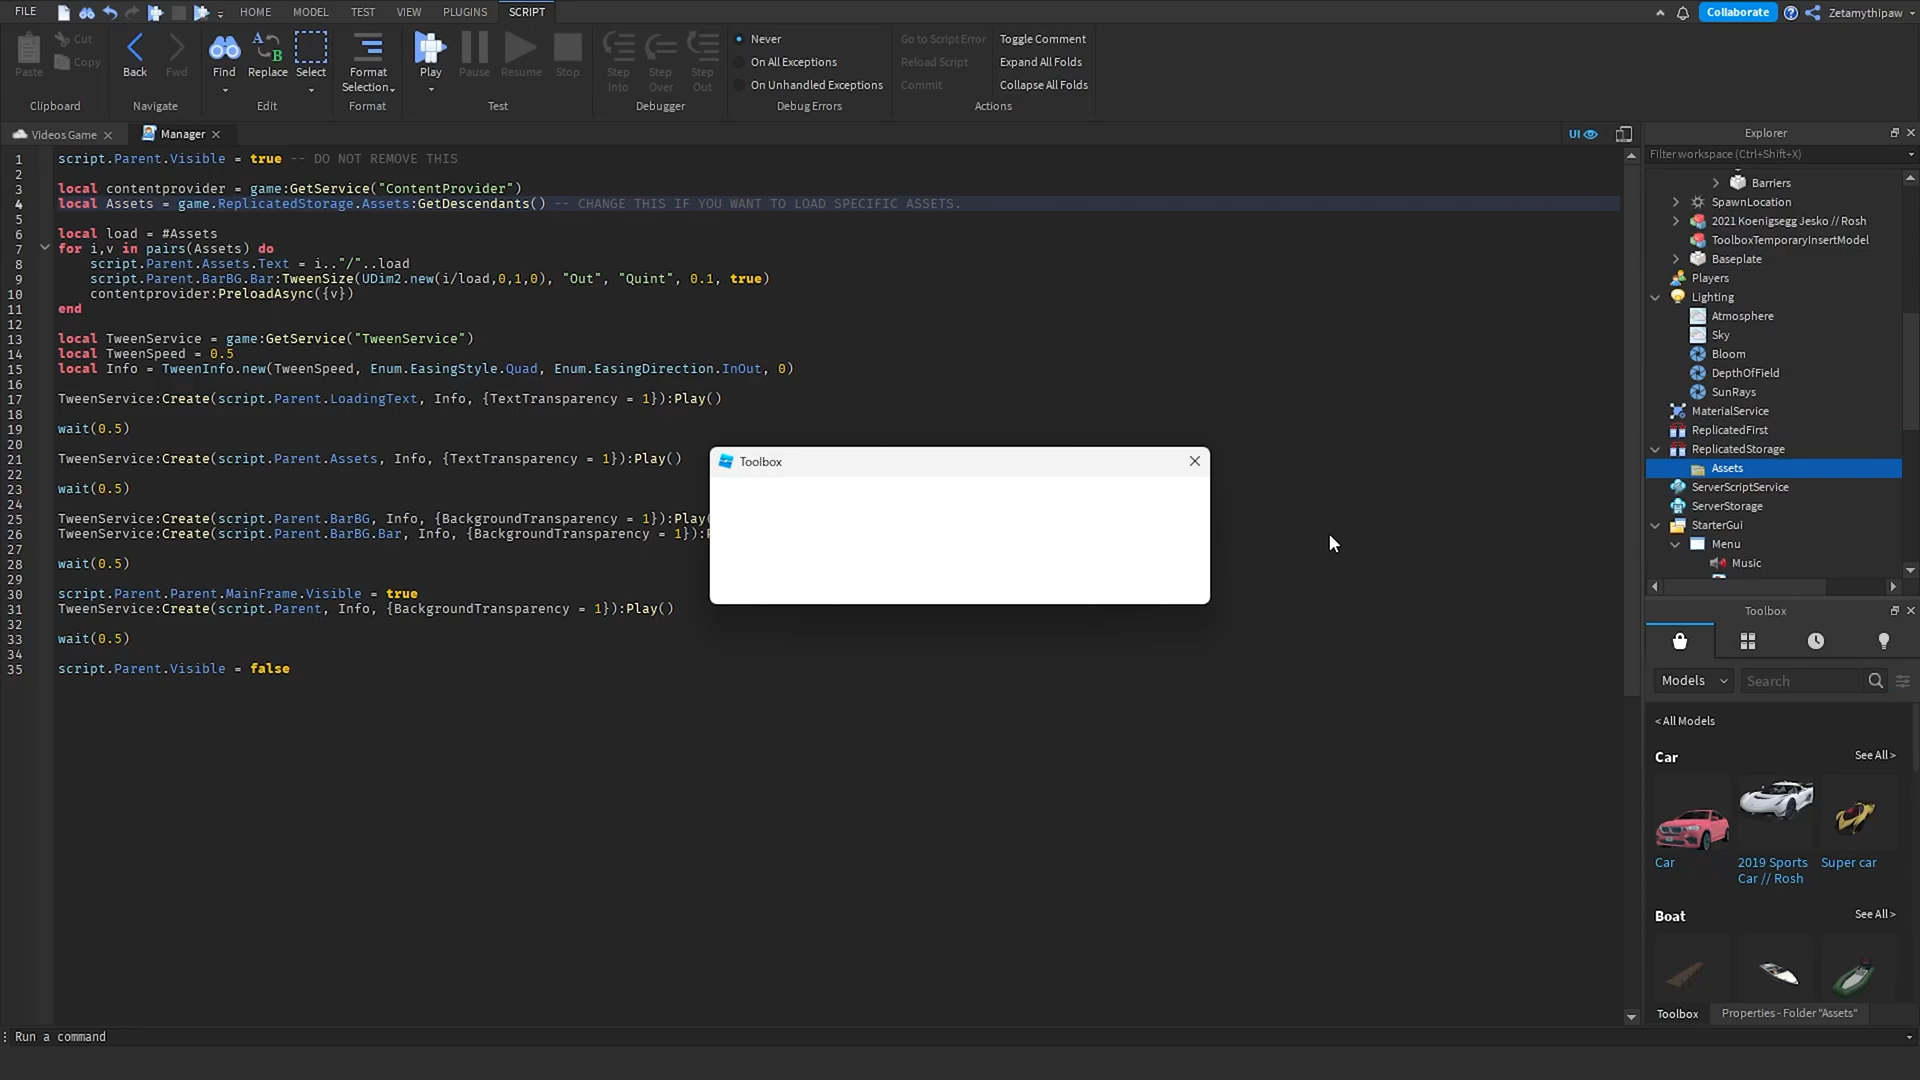 FILE HOME MODEL TEST VIEW PLUGINS SCRIPT Collaborate Zetamythipaw
Paste Cut Copy Clipboard
Back Fwd Navigate
Find Replace Select Edit
Format Selection Format
Play Pause Resume Stop Test
Step Into Step Over Step Out Debugger
Never
On All Exceptions
On Unhandled Exceptions
Debug Errors
Go to Script Error Toggle Comment
Reload Script Expand All Folds
Commit Collapse All Folds
Actions
Videos Game Manager UI
1 script.Parent.Visible = true -- DO NOT REMOVE THIS
2
3 local contentprovider = game:GetService("ContentProvider")
4 local Assets = game.ReplicatedStorage.Assets:GetDescendants() -- CHANGE THIS IF YOU WANT TO LOAD SPECIFIC ASSETS.
5
6 local load = #Assets
7 for i,v in pairs(Assets) do
8 script.Parent.Assets.Text = i.."/"..load
9 script.Parent.BarBG.Bar:TweenSize(UDim2.new(i/load,0,1,0), "Out", "Quint", 0.1, true)
10 contentprovider:PreloadAsync({v})
11 end
12
13 local TweenService = game:GetService("TweenService")
14 local TweenSpeed = 0.5
15 local Info = TweenInfo.new(TweenSpeed, Enum.EasingStyle.Quad, Enum.EasingDirection.InOut, 0)
16
17 TweenService:Create(script.Parent.LoadingText, Info, {TextTransparency = 1}):Play()
18
19 wait(0.5)
20
21 TweenService:Create(script.Parent.Assets, Info, {TextTransparency = 1}):Play()
22
23 wait(0.5)
24
25 TweenService:Create(script.Parent.BarBG, Info, {BackgroundTransparency = 1}):Play(
26 TweenService:Create(script.Parent.BarBG.Bar, Info, {BackgroundTransparency = 1}):
27
28 wait(0.5)
29
30 script.Parent.Parent.MainFrame.Visible = true
31 TweenService:Create(script.Parent, Info, {BackgroundTransparency = 1}):Play()
32
33 wait(0.5)
34
35 script.Parent.Visible = false
Toolbox
Explorer
Filter workspace (Ctrl+Shift+X)
Barriers
SpawnLocation
2021 Koenigsegg Jesko // Rosh
ToolboxTemporaryInsertModel
Baseplate
Players
Lighting
Atmosphere
Sky
Bloom
DepthOfField
SunRays
MaterialService
ReplicatedFirst
ReplicatedStorage
Assets
ServerScriptService
ServerStorage
StarterGui
Menu
Music
Toolbox
Models Search
< All Models
Car See All >
Car 2019 Sports Car // Rosh Super car
Boat See All >
Toolbox Properties - Folder "Assets"
Run a command